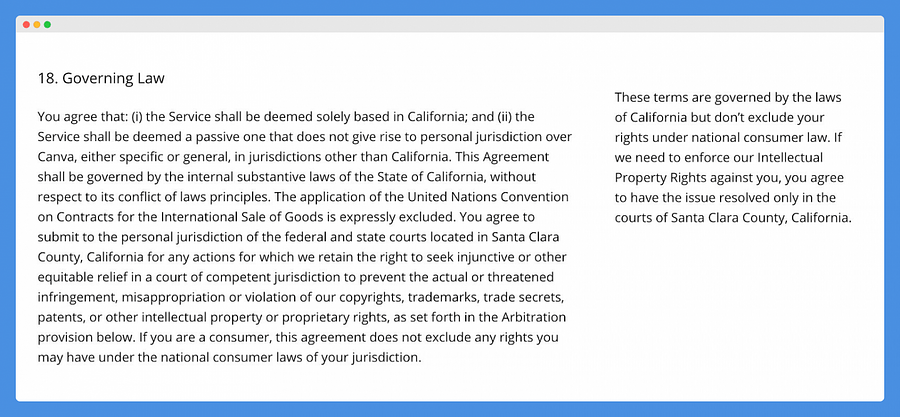 18. Governing Law
You agree that: (i) the Service shall be deemed solely based in California; and (ii) the
Service shall be deemed a passive one that does not give rise to personal jurisdiction over
Canva, either specific or general, in jurisdictions other than California. This Agreement
shall be governed by the internal substantive laws of the State of California, without
respect to its conflict of laws principles. The application of the United Nations Convention
on Contracts for the International Sale of Goods is expressly excluded. You agree to
submit to the personal jurisdiction of the federal and state courts located in Santa Clara
County, California for any actions for which we retain the right to seek injunctive or other
equitable relief in a court of competent jurisdiction to prevent the actual or threatened
infringement, misappropriation or violation of our copyrights, trademarks, trade secrets,
patents, or other intellectual property or proprietary rights, as set forth in the Arbitration
provision below. If you are a consumer, this agreement does not exclude any rights you
may have under the national consumer laws of your jurisdiction.
These terms are governed by the laws
of California but don’t exclude your
rights under national consumer law. If
we need to enforce our Intellectual
Property Rights against you, you agree
to have the issue resolved only in the
courts of Santa Clara County, California.